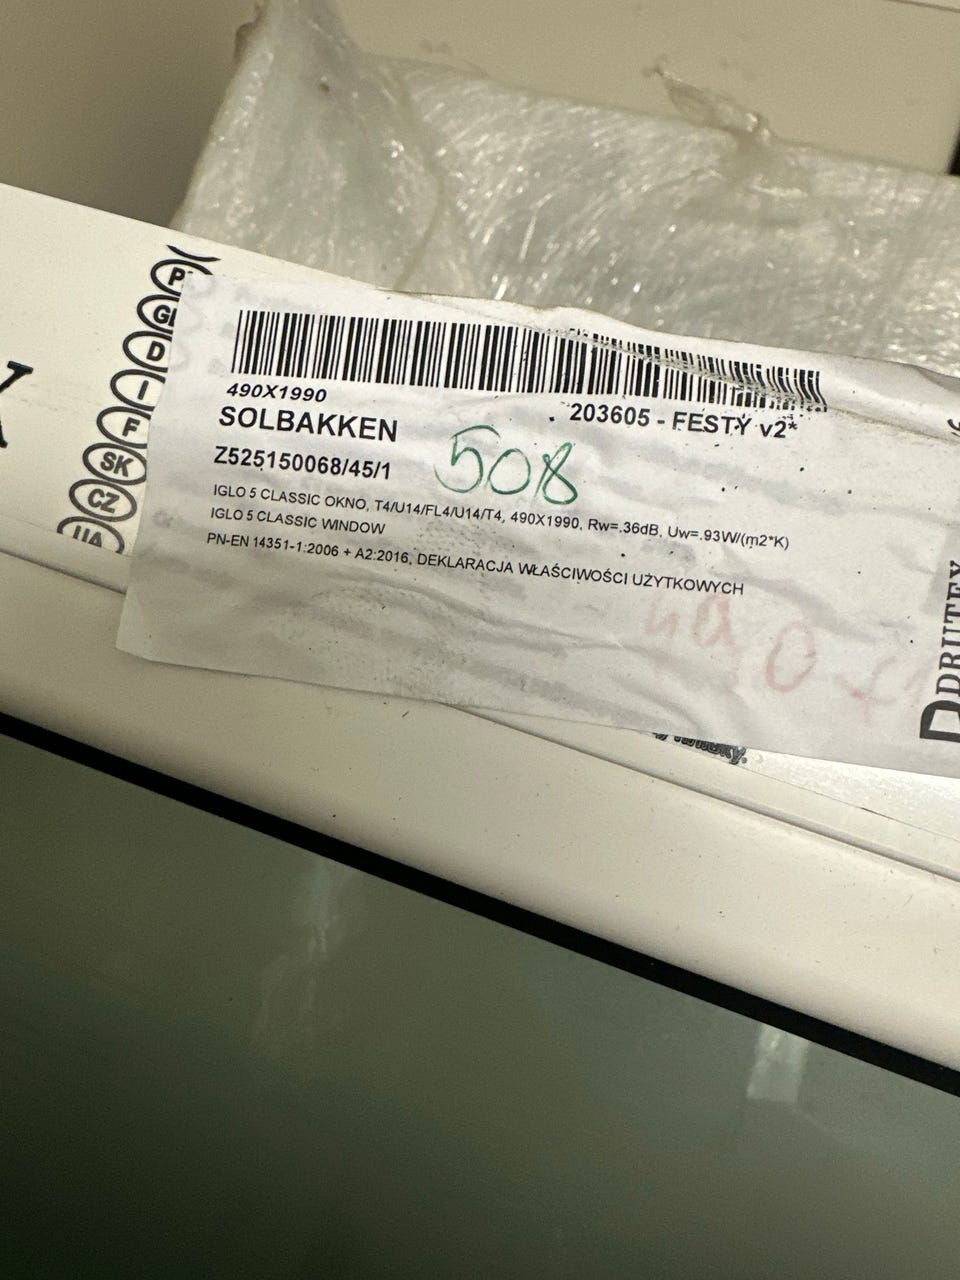 P
G
D
I
F
SK
CZ
UA
490X1990
SOLBAKKEN
203605 - FESTY v2*
Z525150068/45/1
508
IGLO 5 CLASSIC OKNO, T4/U14/FL4/U14/T4, 490X1990, Rw=.36dB, Uw=.93W/(m2*K)
IGLO 5 CLASSIC WINDOW
PN-EN 14351-1:2006 + A2:2016, DEKLARACJA WŁAŚCIWOŚCI UŻYTKOWYCH
DRUTEX